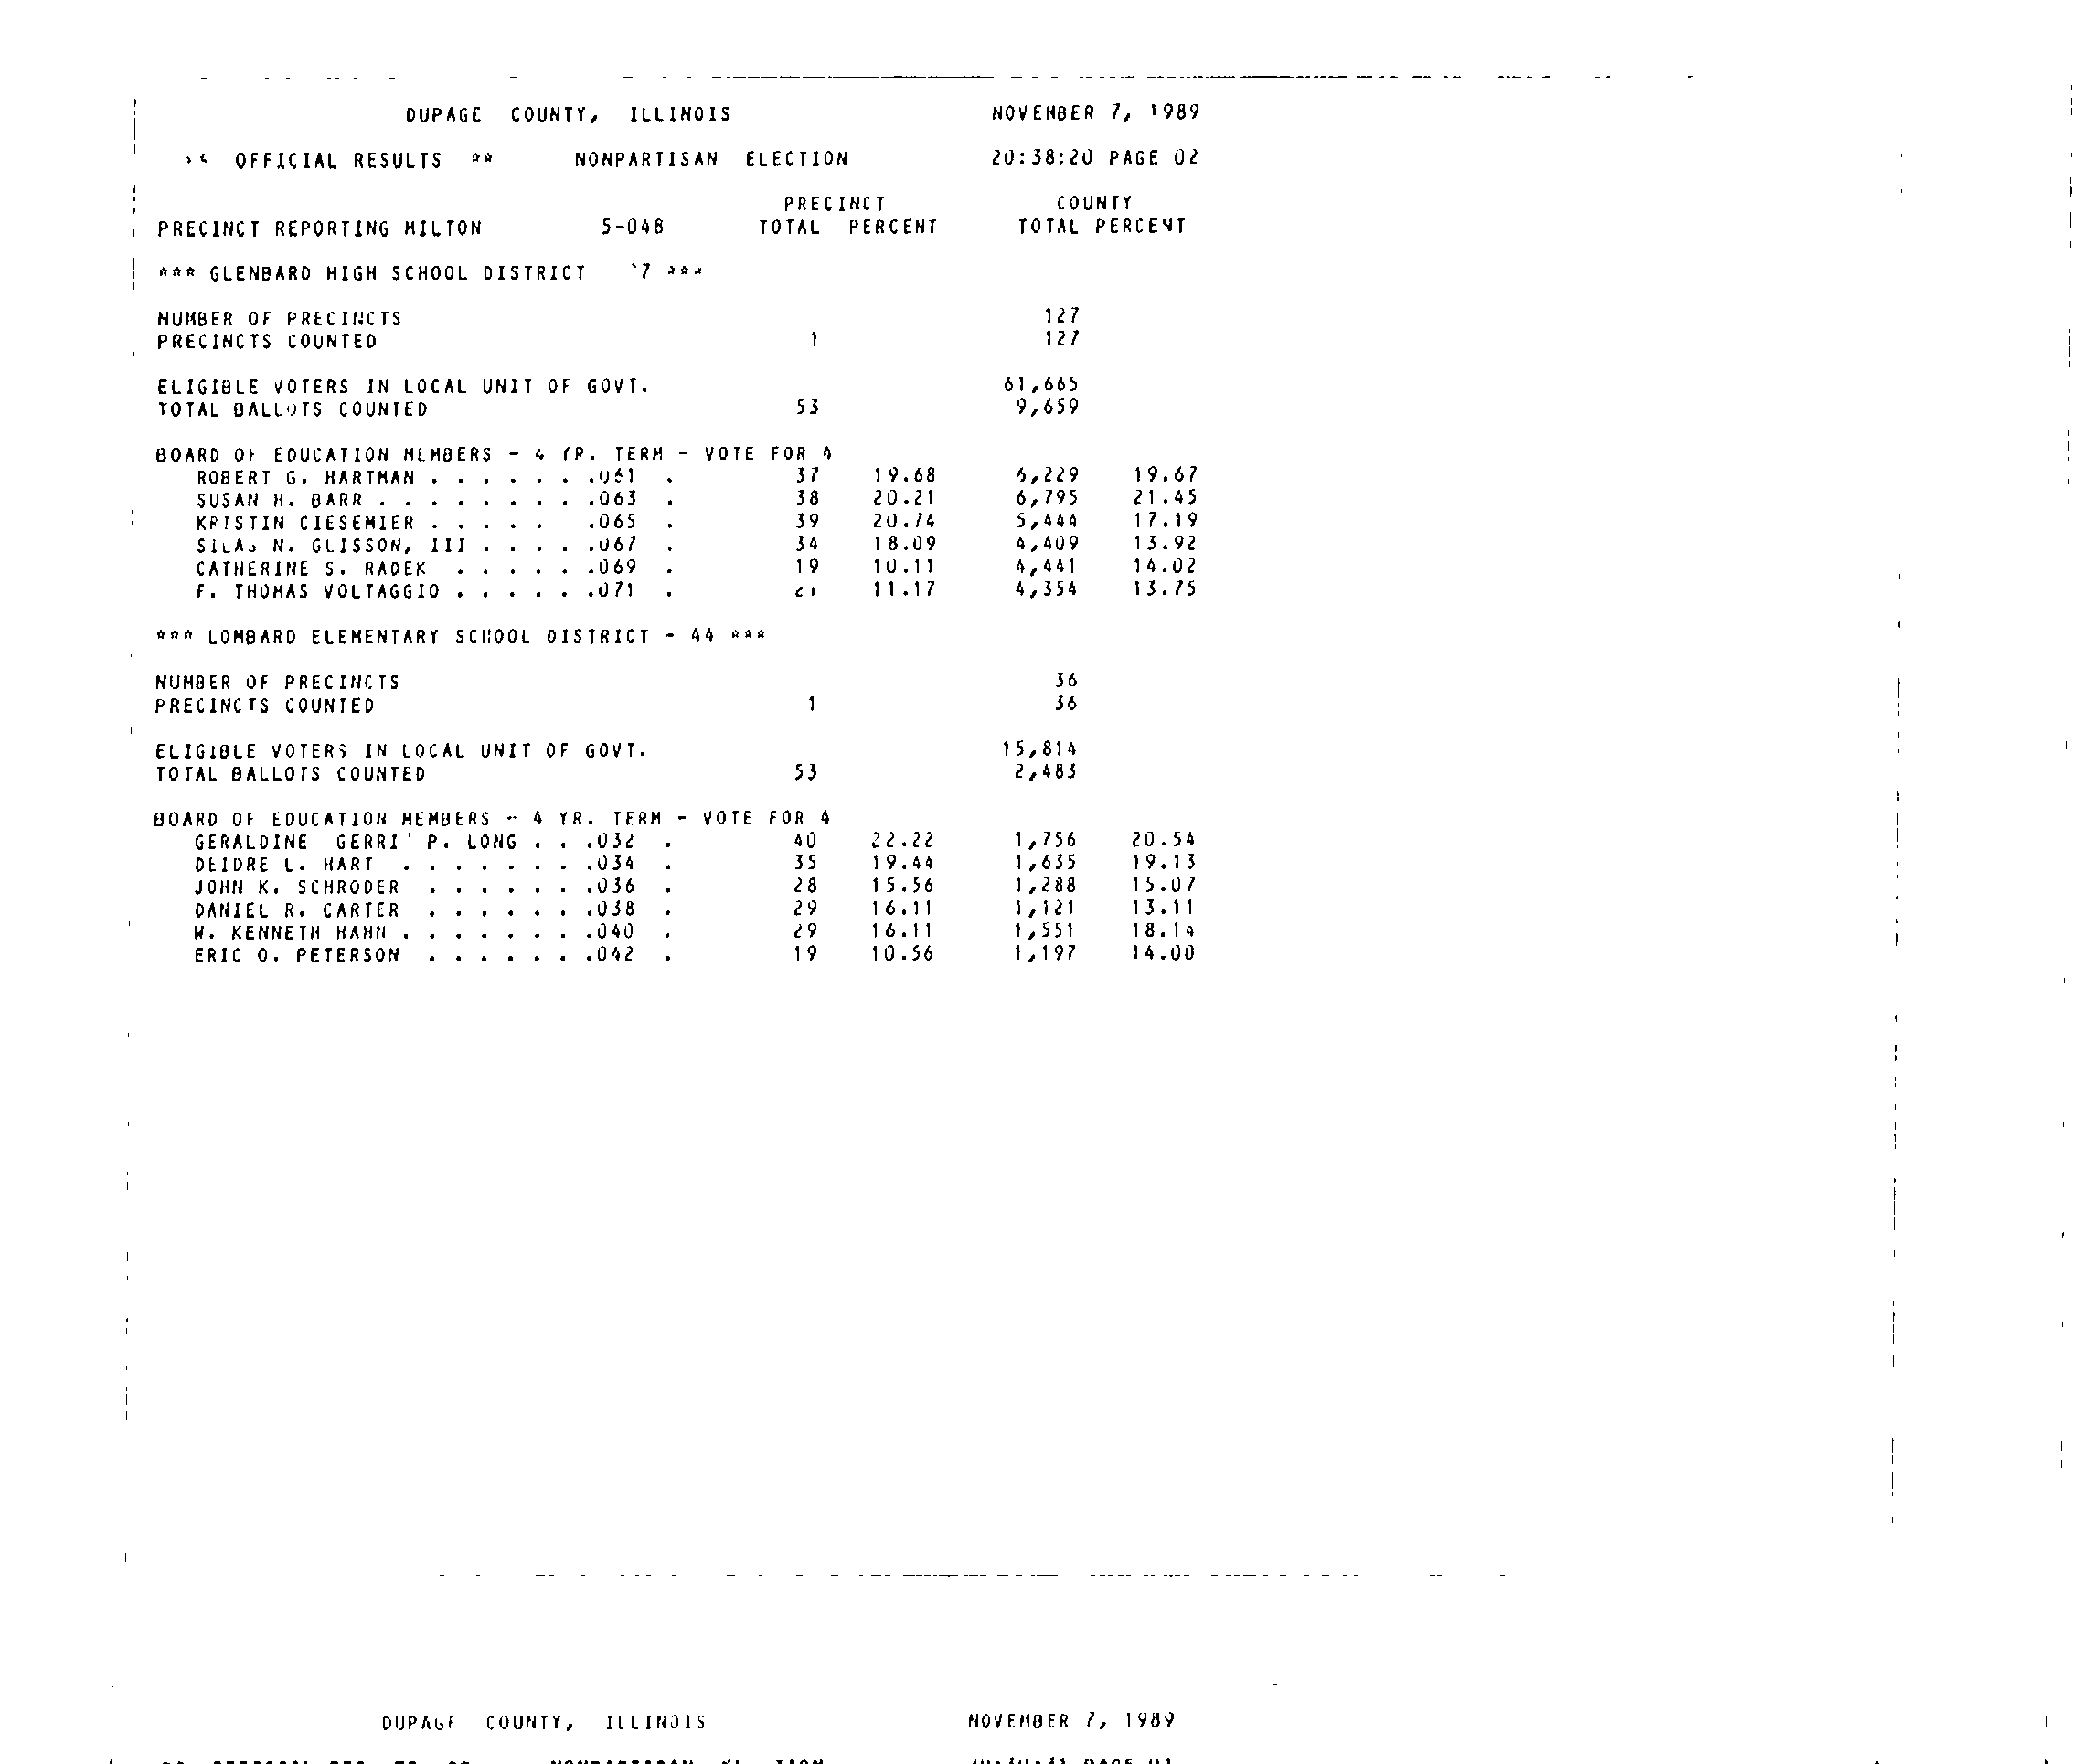 DUPAGE COUNTY, ILLINOIS NOVEMBER 7, 1989
OFFICIAL RESULTS ** NONPARTISAN ELECTION 20:38:20 PAGE 02
PRECINCT COUNTY
PRECINCT REPORTING MILTON 5-048 TOTAL PERCENT TOTAL PERCENT
*** GLENBARD HIGH SCHOOL DISTRICT 7 ***
NUMBER OF PRECINCTS 127
PRECINCTS COUNTED 1 127
ELIGIBLE VOTERS IN LOCAL UNIT OF GOVT. 61,665
TOTAL BALLOTS COUNTED 53 9,659
BOARD OF EDUCATION MEMBERS - 4 YR. TERM - VOTE FOR 4
ROBERT G. HARTMAN . . . . . . .061 . 37 19.68 6,229 19.67
SUSAN H. BARR . . . . . . . . .063 . 38 20.21 6,795 21.45
KRISTIN CIESEMIER . . . . . .065 . 39 20.74 5,444 17.19
SILAS N. GLISSON, III . . . . .067 . 34 18.09 4,409 13.92
CATHERINE S. RADEK . . . . . .069 . 19 10.11 4,441 14.02
F. THOMAS VOLTAGGIO . . . . . .071 . 21 11.17 4,354 13.75
*** LOMBARD ELEMENTARY SCHOOL DISTRICT - 44 ***
NUMBER OF PRECINCTS 36
PRECINCTS COUNTED 1 36
ELIGIBLE VOTERS IN LOCAL UNIT OF GOVT. 15,814
TOTAL BALLOTS COUNTED 53 2,483
BOARD OF EDUCATION MEMBERS - 4 YR. TERM - VOTE FOR 4
GERALDINE GERRI' P. LONG . . .032 . 40 22.22 1,756 20.54
DEIDRE L. HART . . . . . . . .034 . 35 19.44 1,635 19.13
JOHN K. SCHRODER . . . . . . .036 . 28 15.56 1,288 15.07
DANIEL R. CARTER . . . . . . .038 . 29 16.11 1,121 13.11
W. KENNETH HAHN . . . . . . . .040 . 29 16.11 1,551 18.14
ERIC O. PETERSON . . . . . . .042 . 19 10.56 1,197 14.00
DUPAGE COUNTY, ILLINOIS NOVEMBER 7, 1989